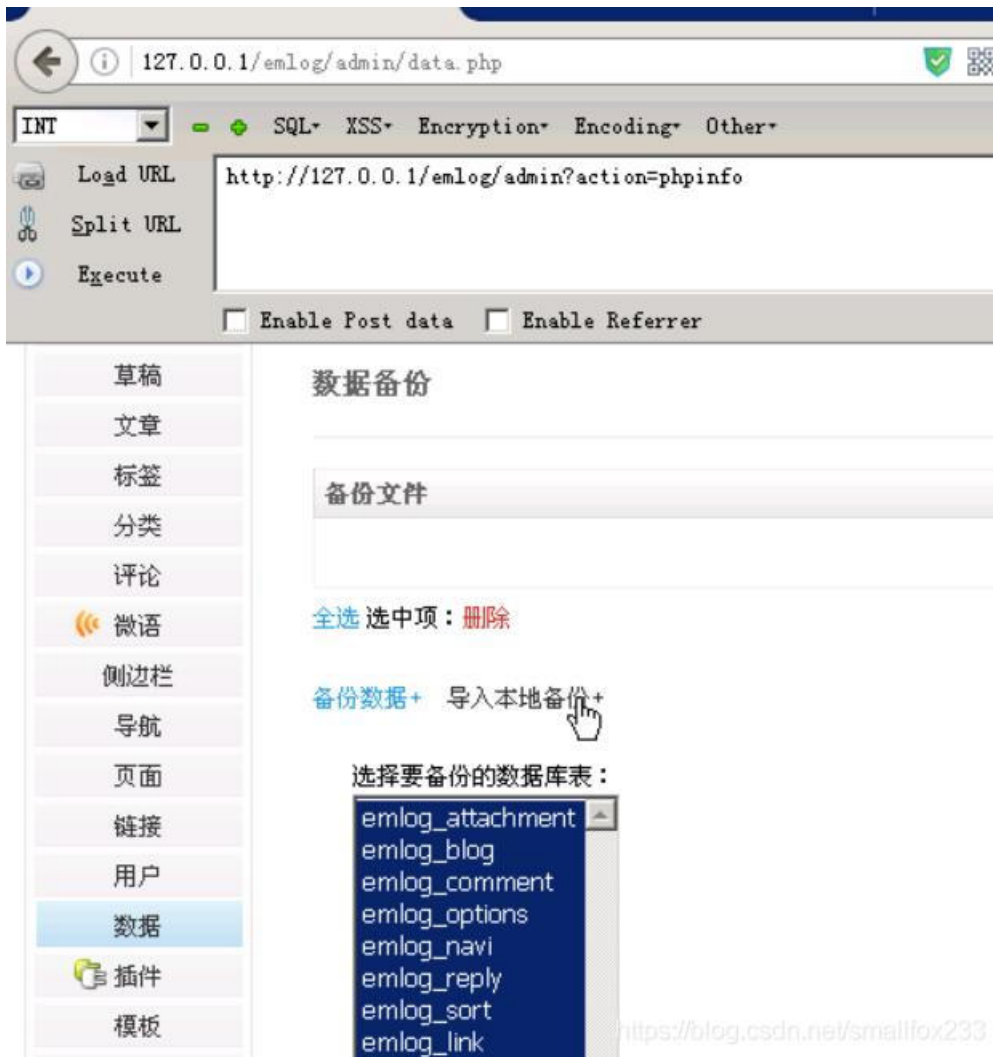 127.0.0.1/emlog/admin/data.php
INT SQL XSS Encryption Encoding Other
Load URL http://127.0.0.1/emlog/admin?action=phpinfo
Split URL
Execute
Enable Post data Enable Referrer
草稿
文章
标签
分类
评论
微语
侧边栏
导航
页面
链接
用户
数据
插件
模板
数据备份
备份文件
全选 选中项：删除
备份数据+ 导入本地备份+
选择要备份的数据库表：
emlog_attachment
emlog_blog
emlog_comment
emlog_options
emlog_navi
emlog_reply
emlog_sort
emlog_link
https://blog.csdn.net/smallfox233